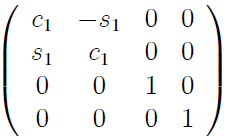 c₁ −s₁ 0 0
s₁ c₁ 0 0
0 0 1 0
0 0 0 1